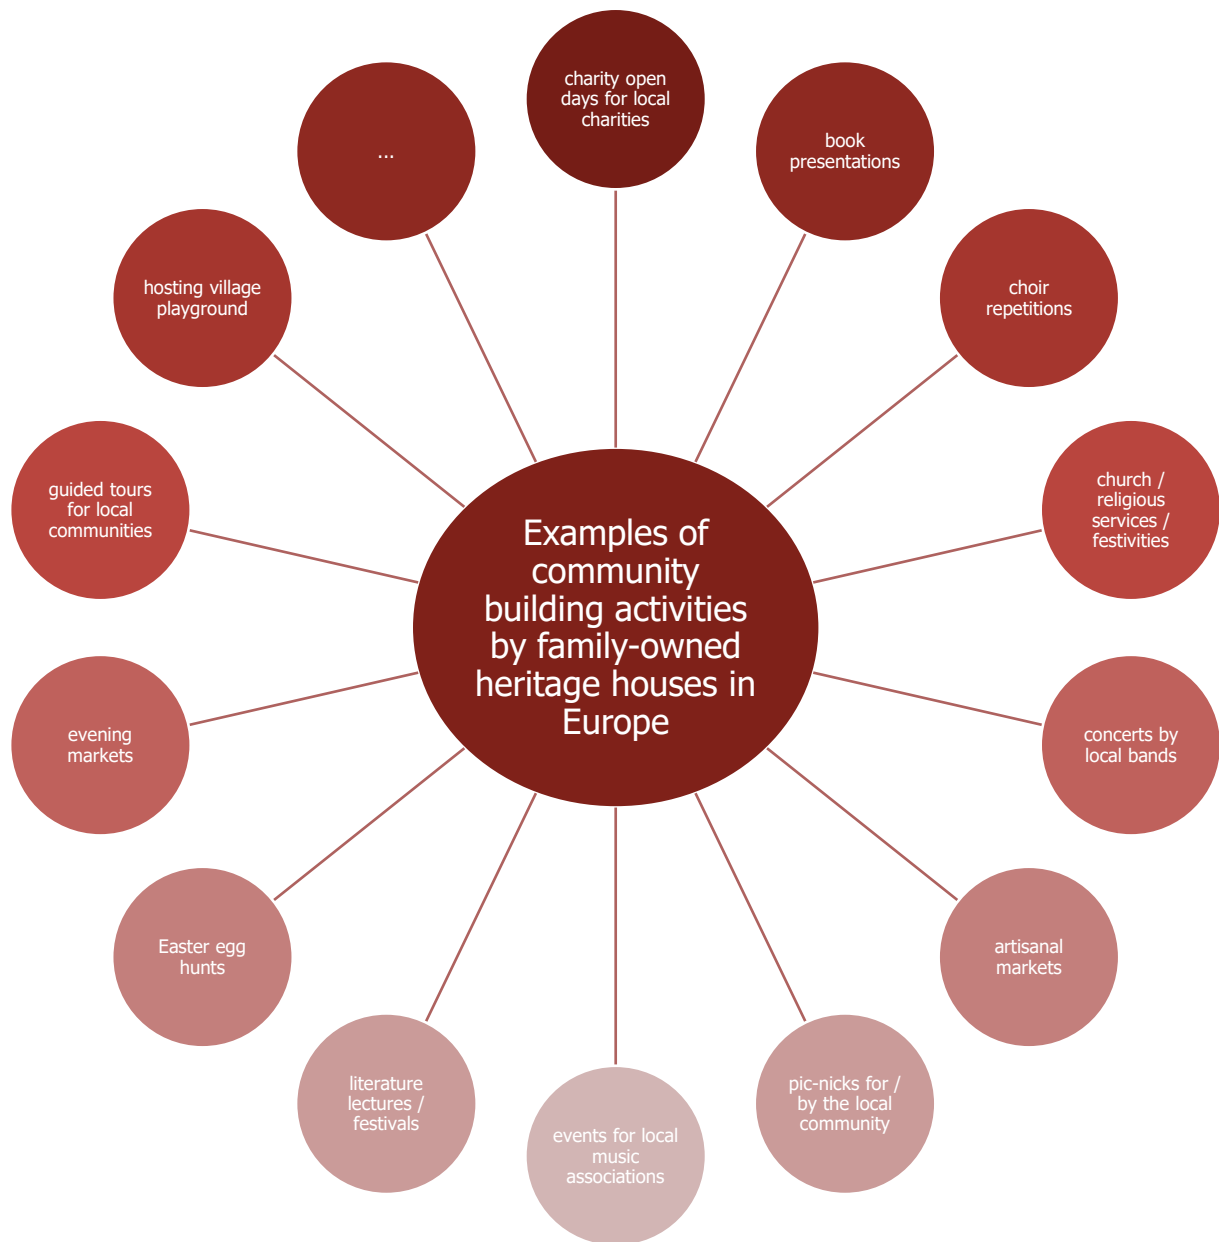 Examples of
community
building activities
by family-owned
heritage houses in
Europe
charity open
days for local
charities
book
presentations
choir
repetitions
church /
religious
services /
festivities
concerts by
local bands
artisanal
markets
pic-nicks for /
by the local
community
events for local
music
associations
literature
lectures /
festivals
Easter egg
hunts
evening
markets
guided tours
for local
communities
hosting village
playground
...